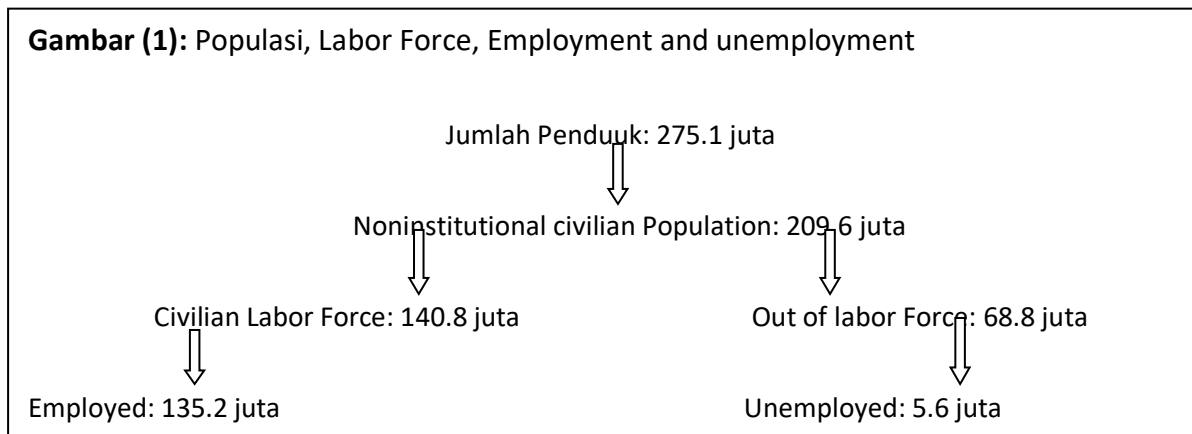 Gambar (1): Populasi, Labor Force, Employment and unemployment
Jumlah Penduuk: 275.1 juta
Noninstitutional civilian Population: 209.6 juta
Civilian Labor Force: 140.8 juta
Out of labor Force: 68.8 juta
Employed: 135.2 juta
Unemployed: 5.6 juta